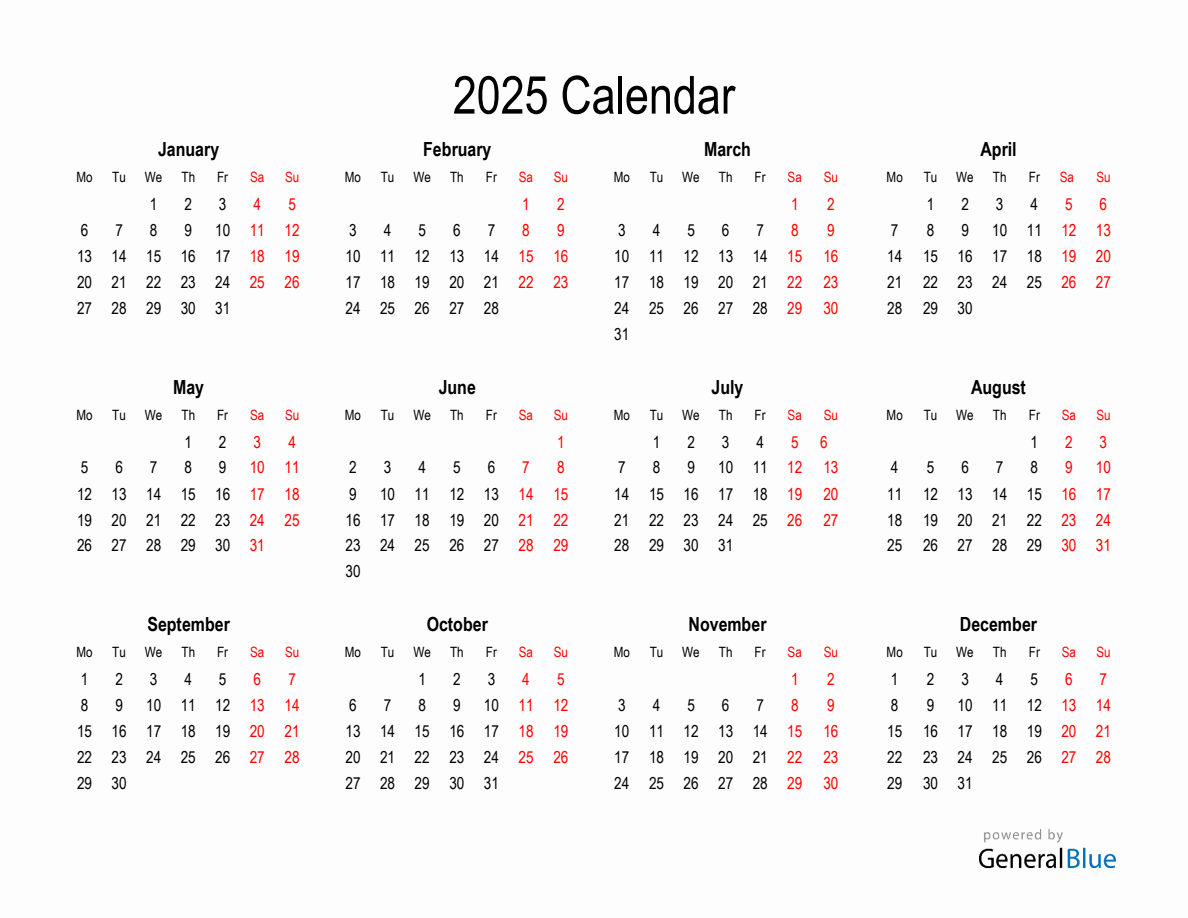 2025 Calendar
January February March April
Mo Tu We Th Fr Sa Su Mo Tu We Th Fr Sa Su Mo Tu We Th Fr Sa Su Mo Tu We Th Fr Sa Su
1 2 3 4 5 1 2 1 2 1 2 3 4 5 6
6 7 8 9 10 11 12 3 4 5 6 7 8 9 3 4 5 6 7 8 9 7 8 9 10 11 12 13
13 14 15 16 17 18 19 10 11 12 13 14 15 16 10 11 12 13 14 15 16 14 15 16 17 18 19 20
20 21 22 23 24 25 26 17 18 19 20 21 22 23 17 18 19 20 21 22 23 21 22 23 24 25 26 27
27 28 29 30 31 24 25 26 27 28 24 25 26 27 28 29 30 28 29 30
31
May June July August
Mo Tu We Th Fr Sa Su Mo Tu We Th Fr Sa Su Mo Tu We Th Fr Sa Su Mo Tu We Th Fr Sa Su
1 2 3 4 1 1 2 3 4 5 6 1 2 3
5 6 7 8 9 10 11 2 3 4 5 6 7 8 7 8 9 10 11 12 13 4 5 6 7 8 9 10
12 13 14 15 16 17 18 9 10 11 12 13 14 15 14 15 16 17 18 19 20 11 12 13 14 15 16 17
19 20 21 22 23 24 25 16 17 18 19 20 21 22 21 22 23 24 25 26 27 18 19 20 21 22 23 24
26 27 28 29 30 31 23 24 25 26 27 28 29 28 29 30 31 25 26 27 28 29 30 31
30
September October November December
Mo Tu We Th Fr Sa Su Mo Tu We Th Fr Sa Su Mo Tu We Th Fr Sa Su Mo Tu We Th Fr Sa Su
1 2 3 4 5 6 7 1 2 3 4 5 1 2 1 2 3 4 5 6 7
8 9 10 11 12 13 14 6 7 8 9 10 11 12 3 4 5 6 7 8 9 8 9 10 11 12 13 14
15 16 17 18 19 20 21 13 14 15 16 17 18 19 10 11 12 13 14 15 16 15 16 17 18 19 20 21
22 23 24 25 26 27 28 20 21 22 23 24 25 26 17 18 19 20 21 22 23 22 23 24 25 26 27 28
29 30 27 28 29 30 31 24 25 26 27 28 29 30 29 30 31
powered by
GeneralBlue